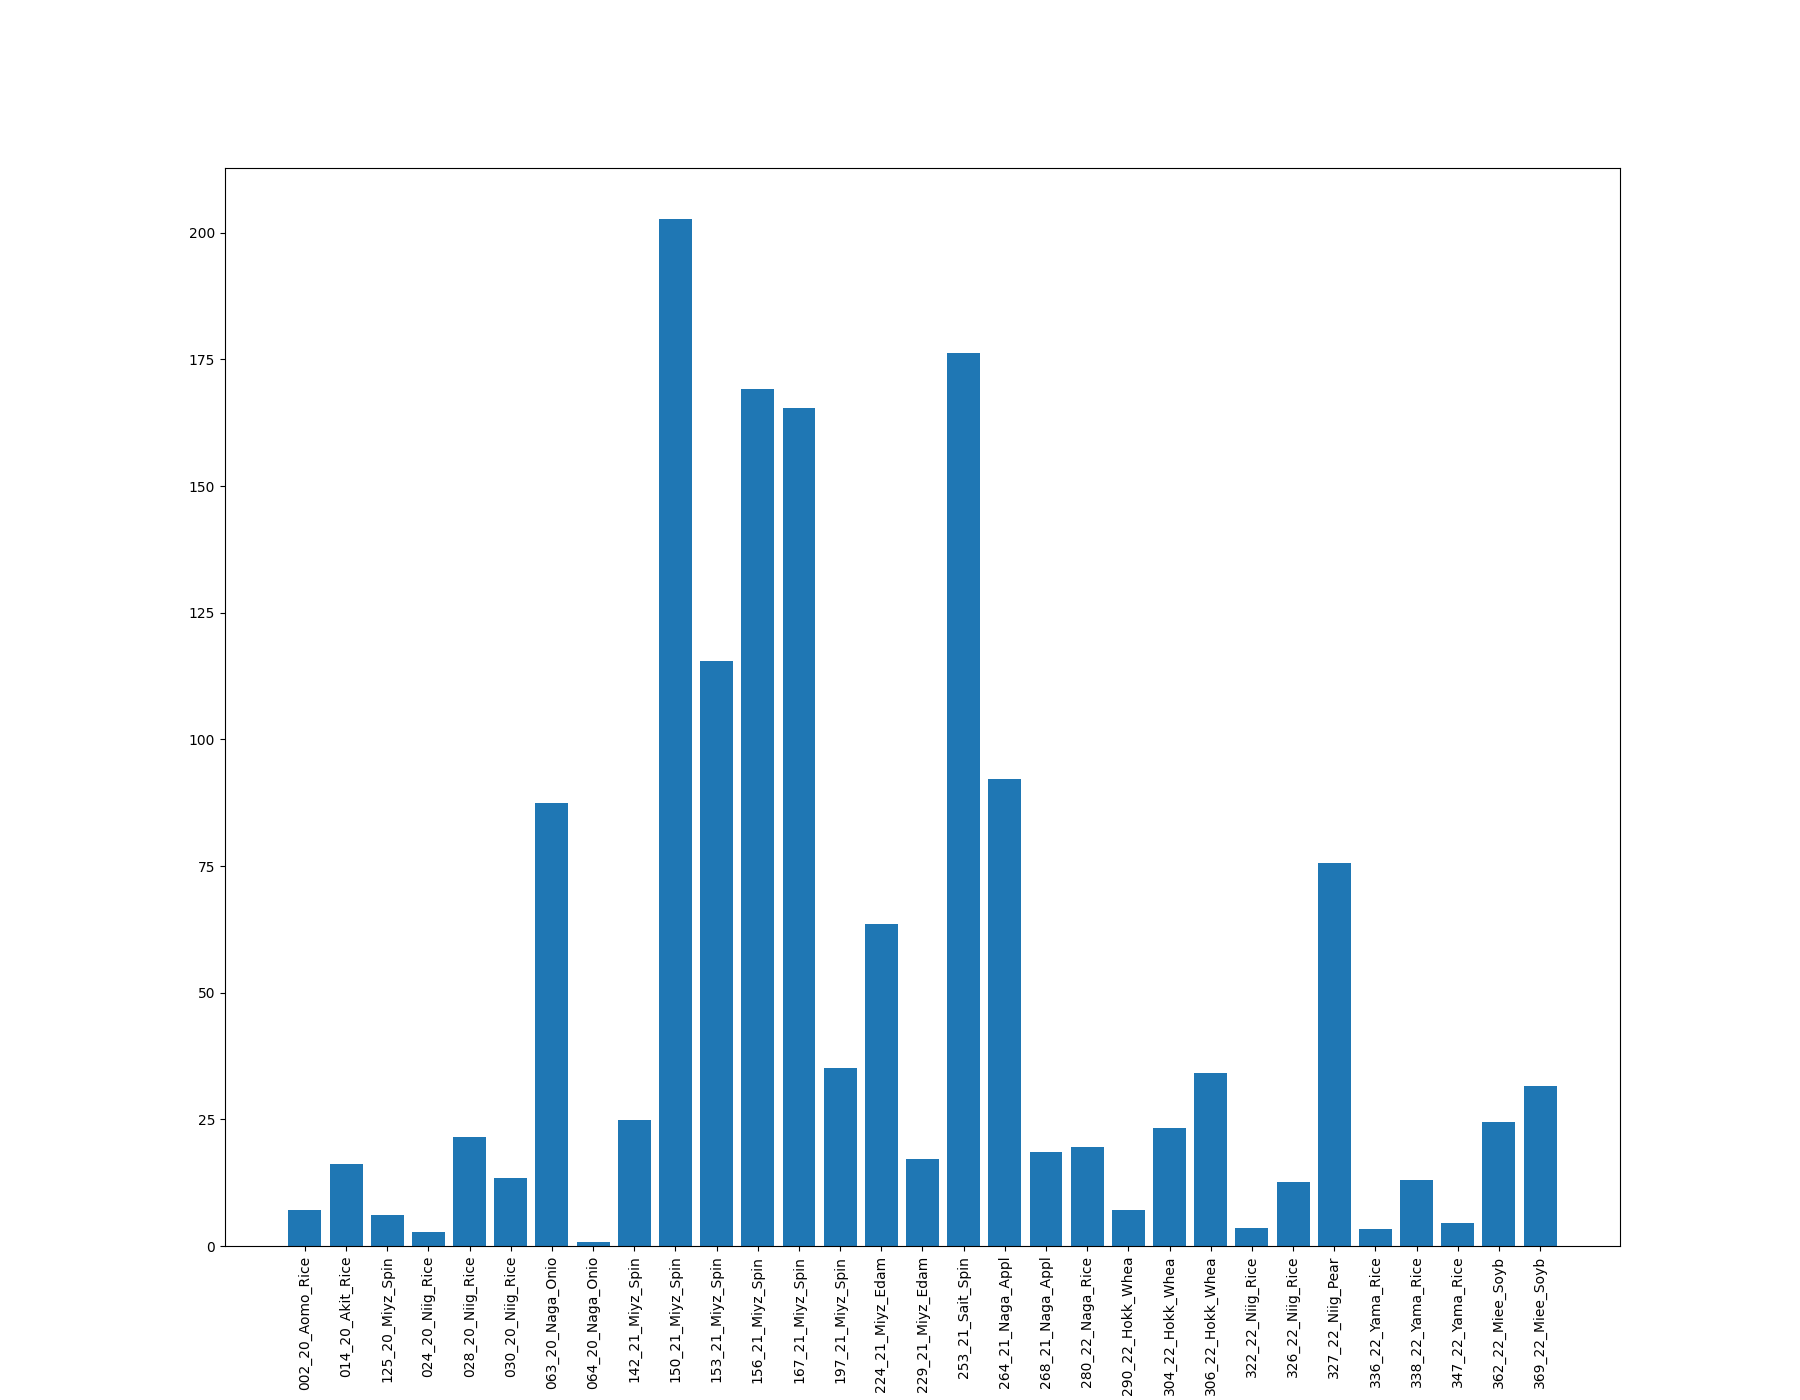 200
175
150
125
100
75
50
25
0
002_20_Aomo_Rice
014_20_Akit_Rice
125_20_Miyz_Spin
024_20_Niig_Rice
028_20_Niig_Rice
030_20_Niig_Rice
063_20_Naga_Onio
064_20_Naga_Onio
142_21_Miyz_Spin
150_21_Miyz_Spin
153_21_Miyz_Spin
156_21_Miyz_Spin
167_21_Miyz_Spin
197_21_Miyz_Spin
224_21_Miyz_Edam
229_21_Miyz_Edam
253_21_Sait_Spin
264_21_Naga_Appl
268_21_Naga_Appl
280_22_Naga_Rice
290_22_Hokk_Whea
304_22_Hokk_Whea
306_22_Hokk_Whea
322_22_Niig_Rice
326_22_Niig_Rice
327_22_Niig_Pear
336_22_Yama_Rice
338_22_Yama_Rice
347_22_Yama_Rice
362_22_Miee_Soyb
369_22_Miee_Soyb